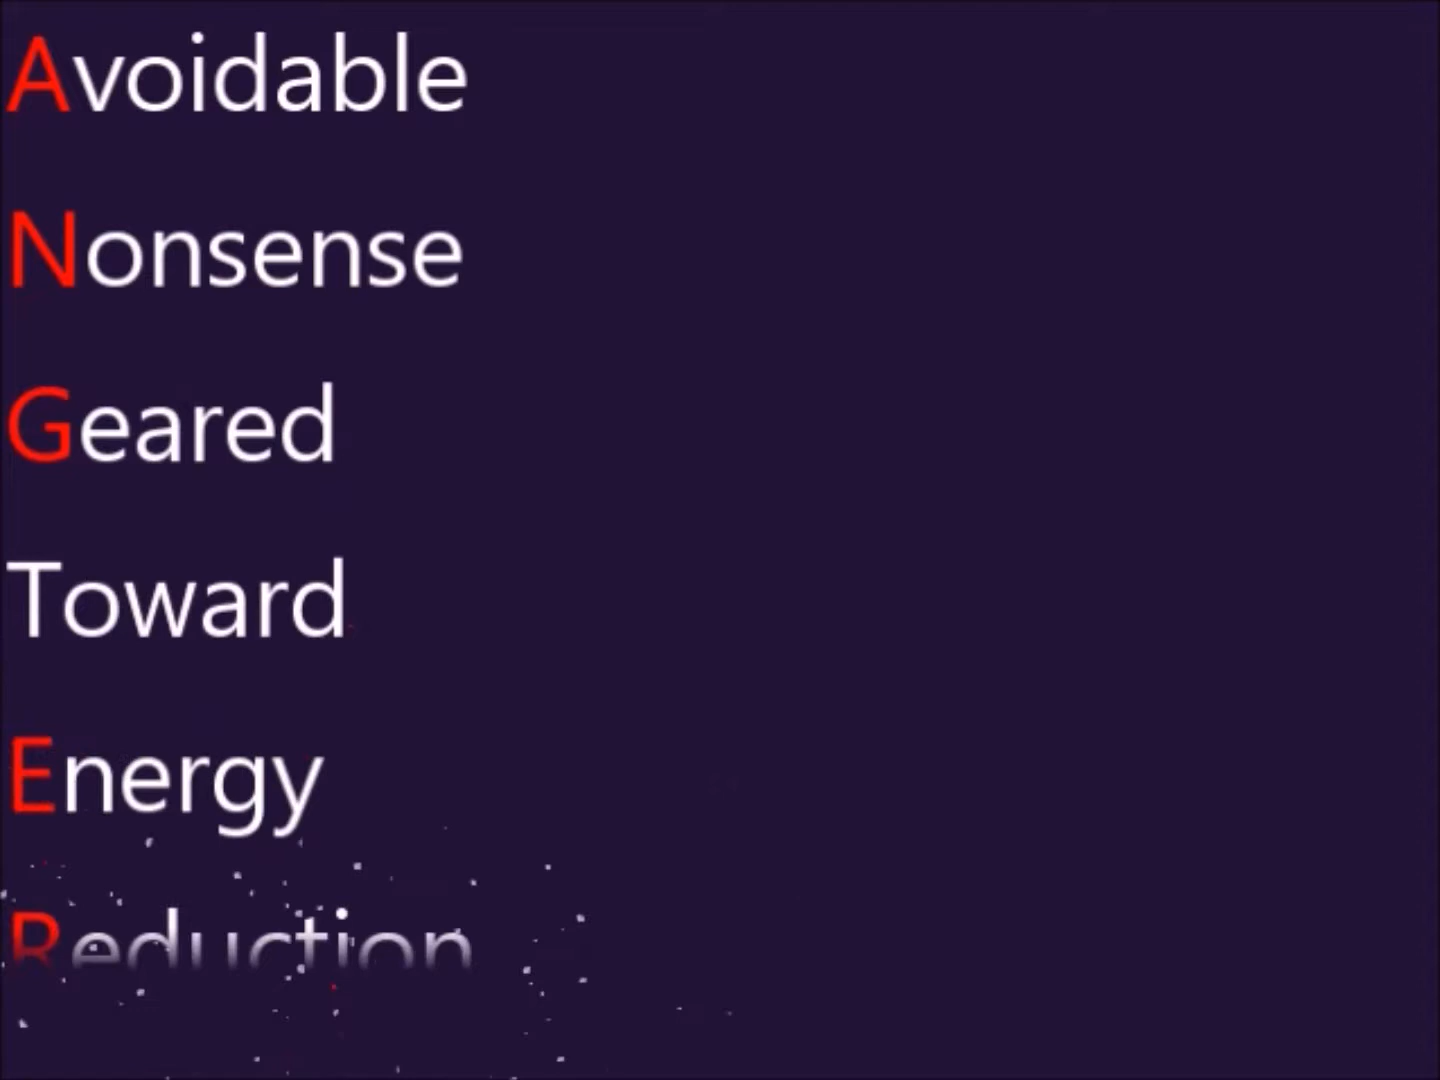 Avoidable
Nonsense
Geared
Toward
Energy
Reduction